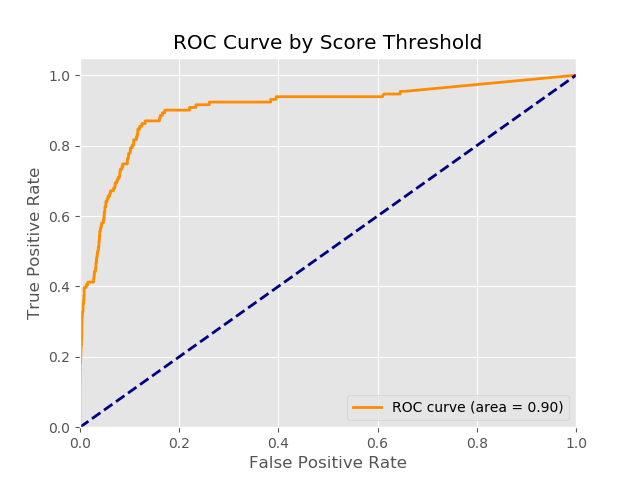 ROC Curve by Score Threshold
True Positive Rate
1.0
0.8
0.6
0.4
0.2
0.0
0.0 0.2 0.4 0.6 0.8 1.0
False Positive Rate
ROC curve (area = 0.90)